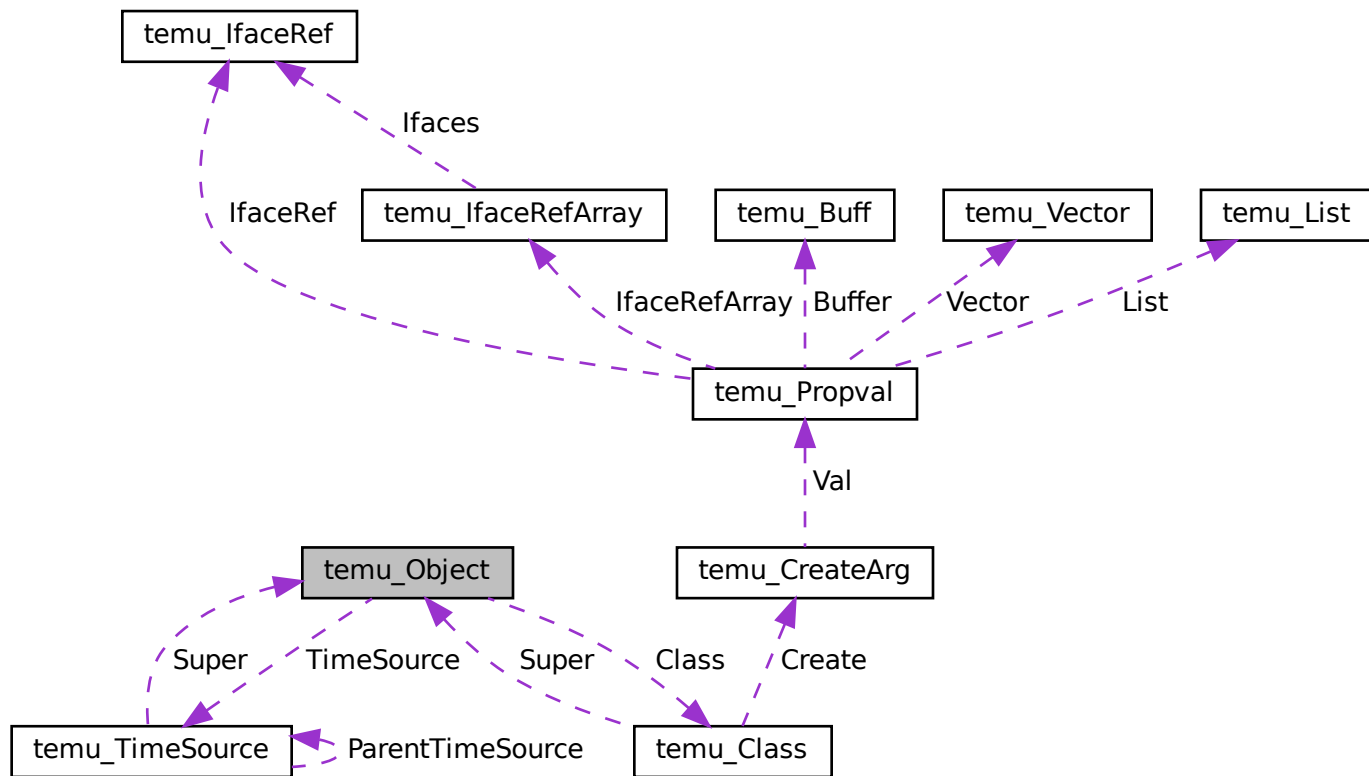 temu_IfaceRef
Ifaces
IfaceRef
temu_IfaceRefArray
temu_Buff
temu_Vector
temu_List
IfaceRefArray
Buffer
Vector
List
temu_Propval
Val
temu_Object
temu_CreateArg
Super
TimeSource
Super
Class
Create
temu_TimeSource
ParentTimeSource
temu_Class